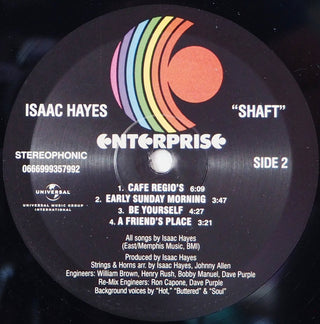 ISAAC HAYES
"SHAFT"
ENTERPRISE
STEREOPHONIC
0666999357992
SIDE 2
UNIVERSAL
UNIVERSAL MUSIC GROUP
INTERNATIONAL
1. CAFE REGIO'S 6:09
2. EARLY SUNDAY MORNING 3:47
3. BE YOURSELF 4:27
4. A FRIEND'S PLACE 3:21
All songs by Isaac Hayes
(East/Memphis Music, BMI)
Produced by Isaac Hayes
Strings & Horns arr. by Isaac Hayes, Johnny Allen
Engineers: William Brown, Henry Rush, Bobby Manuel, Dave Purple
Re-Mix Engineers: Ron Capone, Dave Purple
Background voices by "Hot," "Buttered" & "Soul"